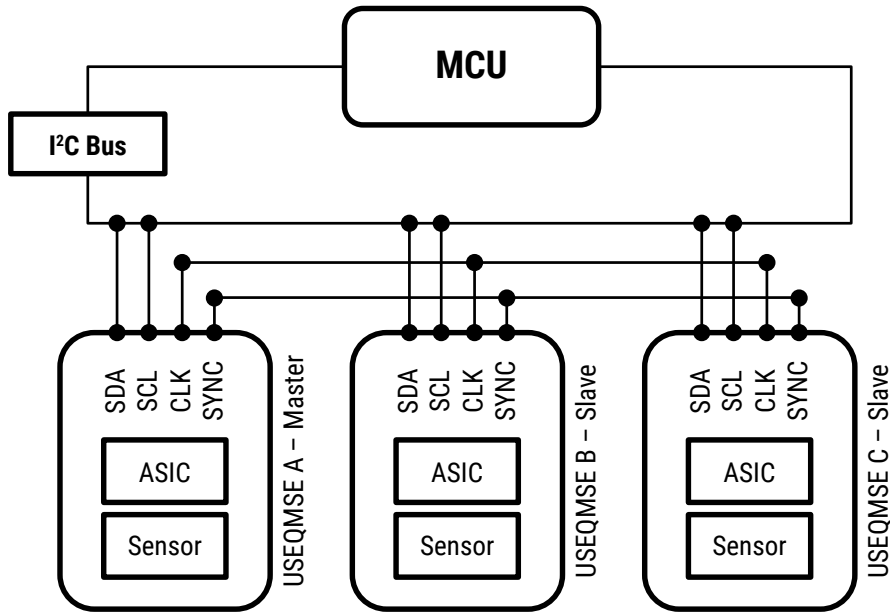 MCU
I²C Bus
SDA
SCL
CLK
SYNC
ASIC
Sensor
USEQMSE A – Master
SDA
SCL
CLK
SYNC
ASIC
Sensor
USEQMSE B – Slave
SDA
SCL
CLK
SYNC
ASIC
Sensor
USEQMSE C – Slave